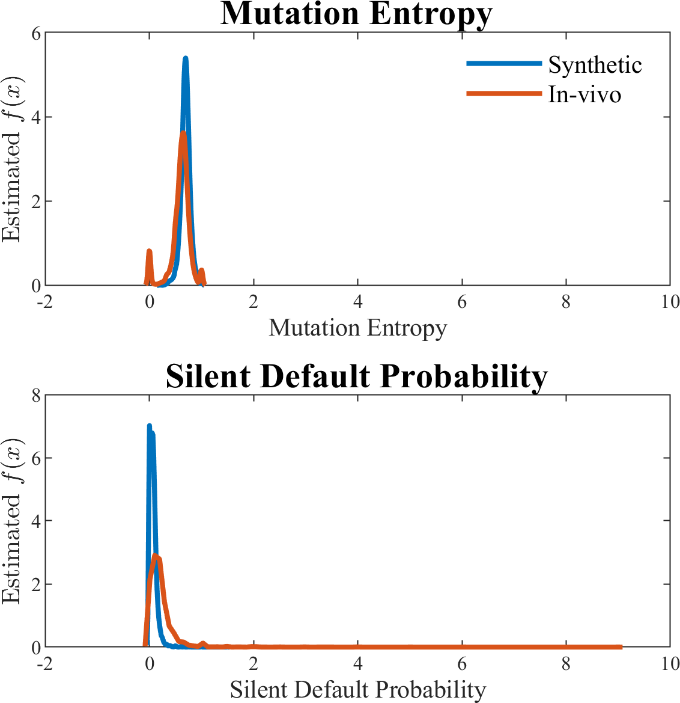 Mutation Entropy
Estimated f(x)
6
4
2
0
Synthetic
In-vivo
-2 0 2 4 6 8 10
Mutation Entropy
Silent Default Probability
Estimated f(x)
8
6
4
2
0
-2 0 2 4 6 8 10
Silent Default Probability